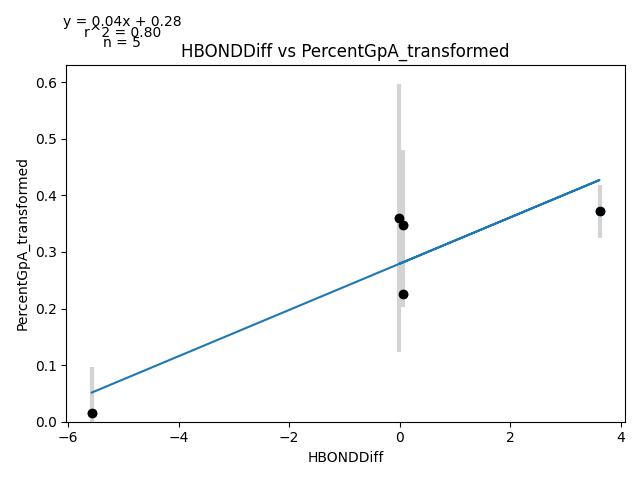 y = 0.04x + 0.28
r^2 = 0.80
n = 5
HBONDDiff vs PercentGpA_transformed
PercentGpA_transformed
0.6
0.5
0.4
0.3
0.2
0.1
0.0
−6
−4
−2
0
2
4
HBONDDiff